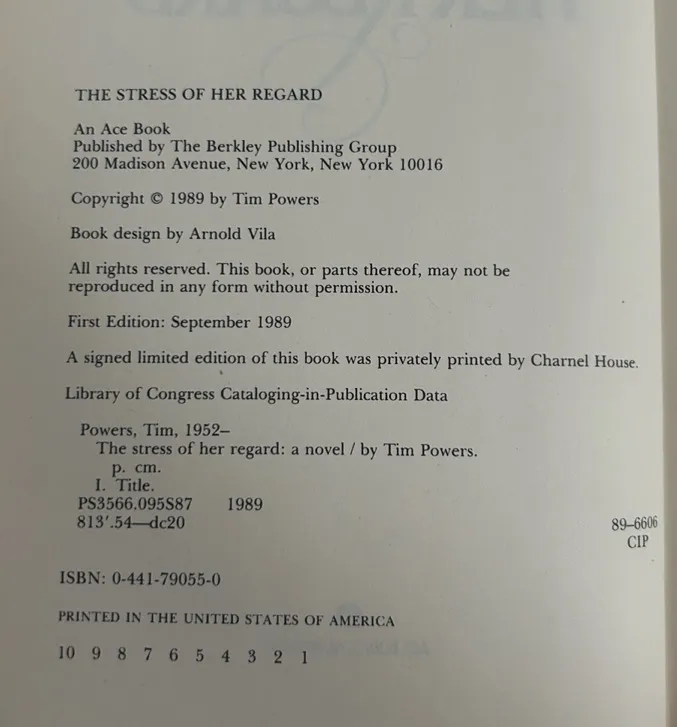 THE STRESS OF HER REGARD
An Ace Book
Published by The Berkley Publishing Group
200 Madison Avenue, New York, New York 10016
Copyright © 1989 by Tim Powers
Book design by Arnold Vila
All rights reserved. This book, or parts thereof, may not be
reproduced in any form without permission.
First Edition: September 1989
A signed limited edition of this book was privately printed by Charnel House.
Library of Congress Cataloging-in-Publication Data
Powers, Tim, 1952–
The stress of her regard: a novel / by Tim Powers.
p. cm.
I. Title.
PS3566.095S87 1989
813'.54—dc20
89–6606
CIP
ISBN: 0-441-79055-0
PRINTED IN THE UNITED STATES OF AMERICA
10 9 8 7 6 5 4 3 2 1